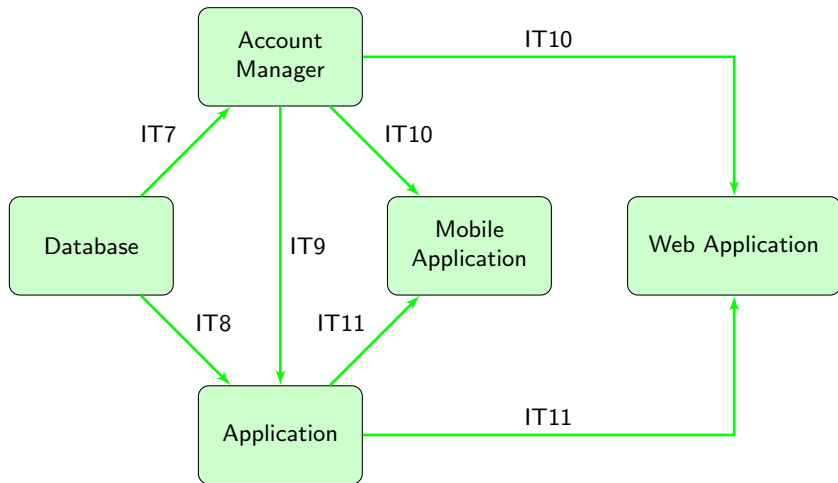 Account
Manager
IT10
IT7
IT10
Database
IT9
Mobile
Application
Web Application
IT8
IT11
Application
IT11